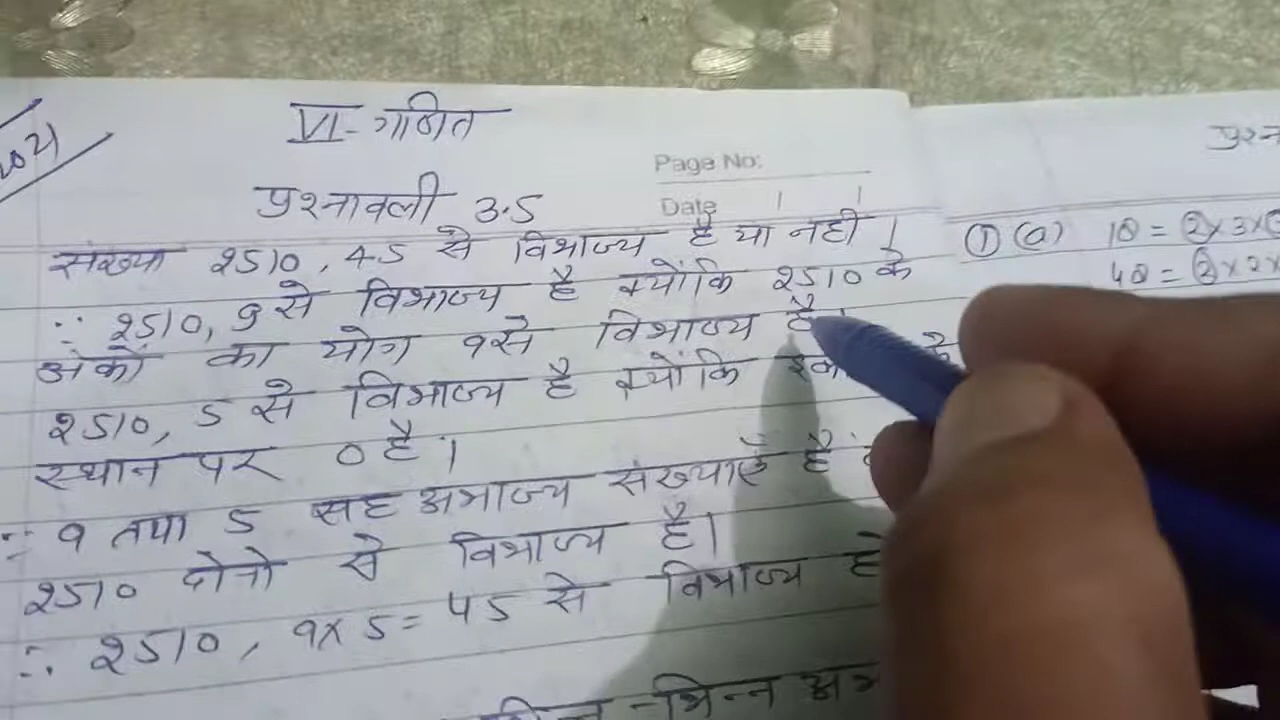 2021
VI - गणित
Page No:
प्रश्नावली 3.5
Date
संख्या 2510, 45 से विभाज्य है या नही ।
∵ 2510, 9 से विभाज्य है क्योंकि 2510 के
अंको का योग 9 से विभाज्य है।
2510, 5 से विभाज्य है क्योंकि के
स्थान पर 0 है ।
∵ 9 तथा 5 सह अभाज्य संख्याएँ हैं
2510 दोनो से विभाज्य है।
∴ 2510, 9x5 = 45 से विभाज्य
-भिन्न
① (a) 18 = 2x3x
48 = 2x2x